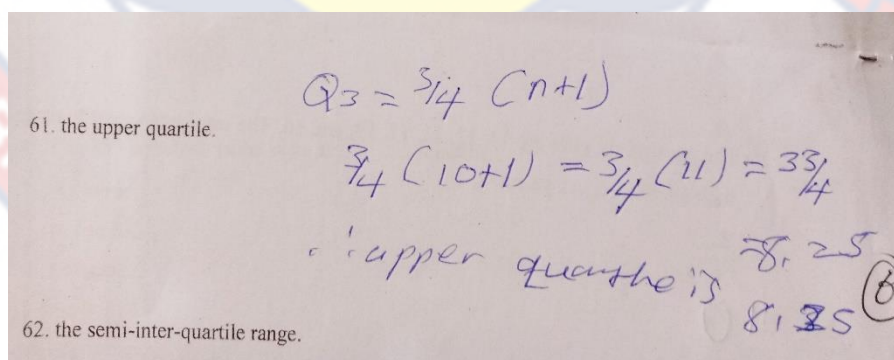 Q3 = 3/4 (n+1)
61. the upper quartile.
3/4 (10+1) = 3/4 (11) = 33/4
= 8.25
∴ upper quartile is
8.25
62. the semi-inter-quartile range.